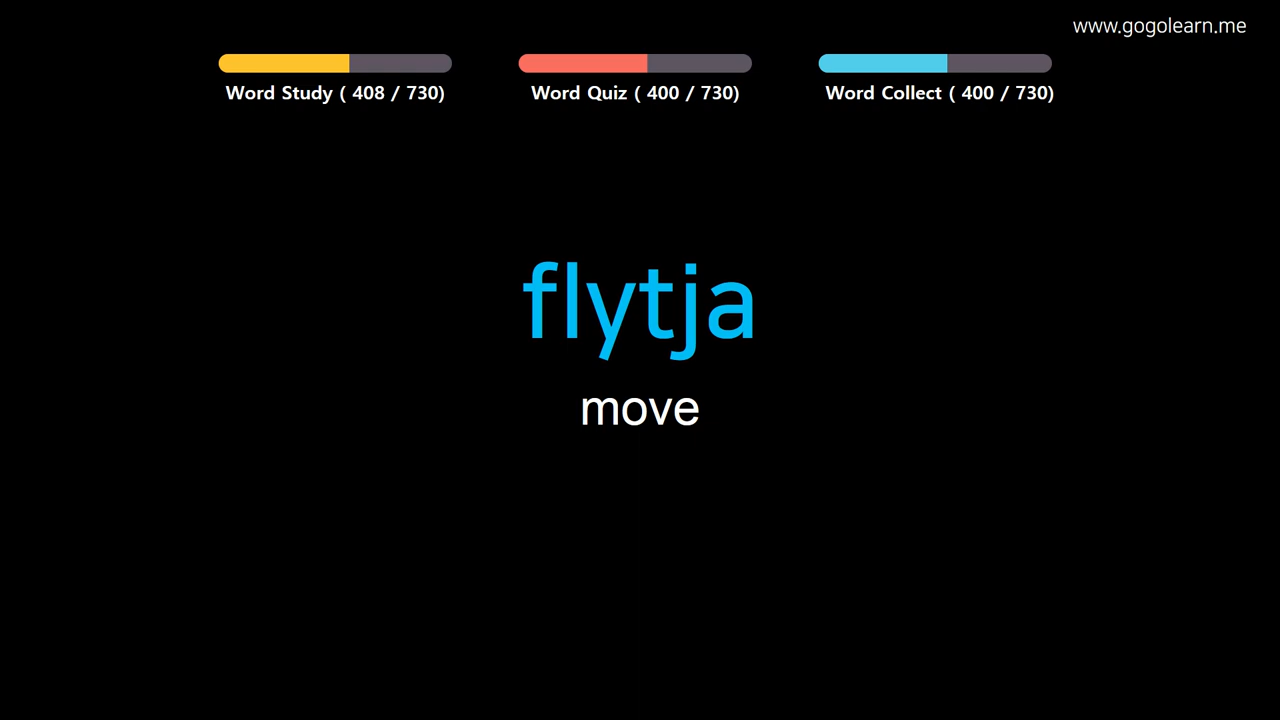 www.gogolearn.me
Word Study ( 408 / 730)
Word Quiz ( 400 / 730)
Word Collect ( 400 / 730)
flytja
move